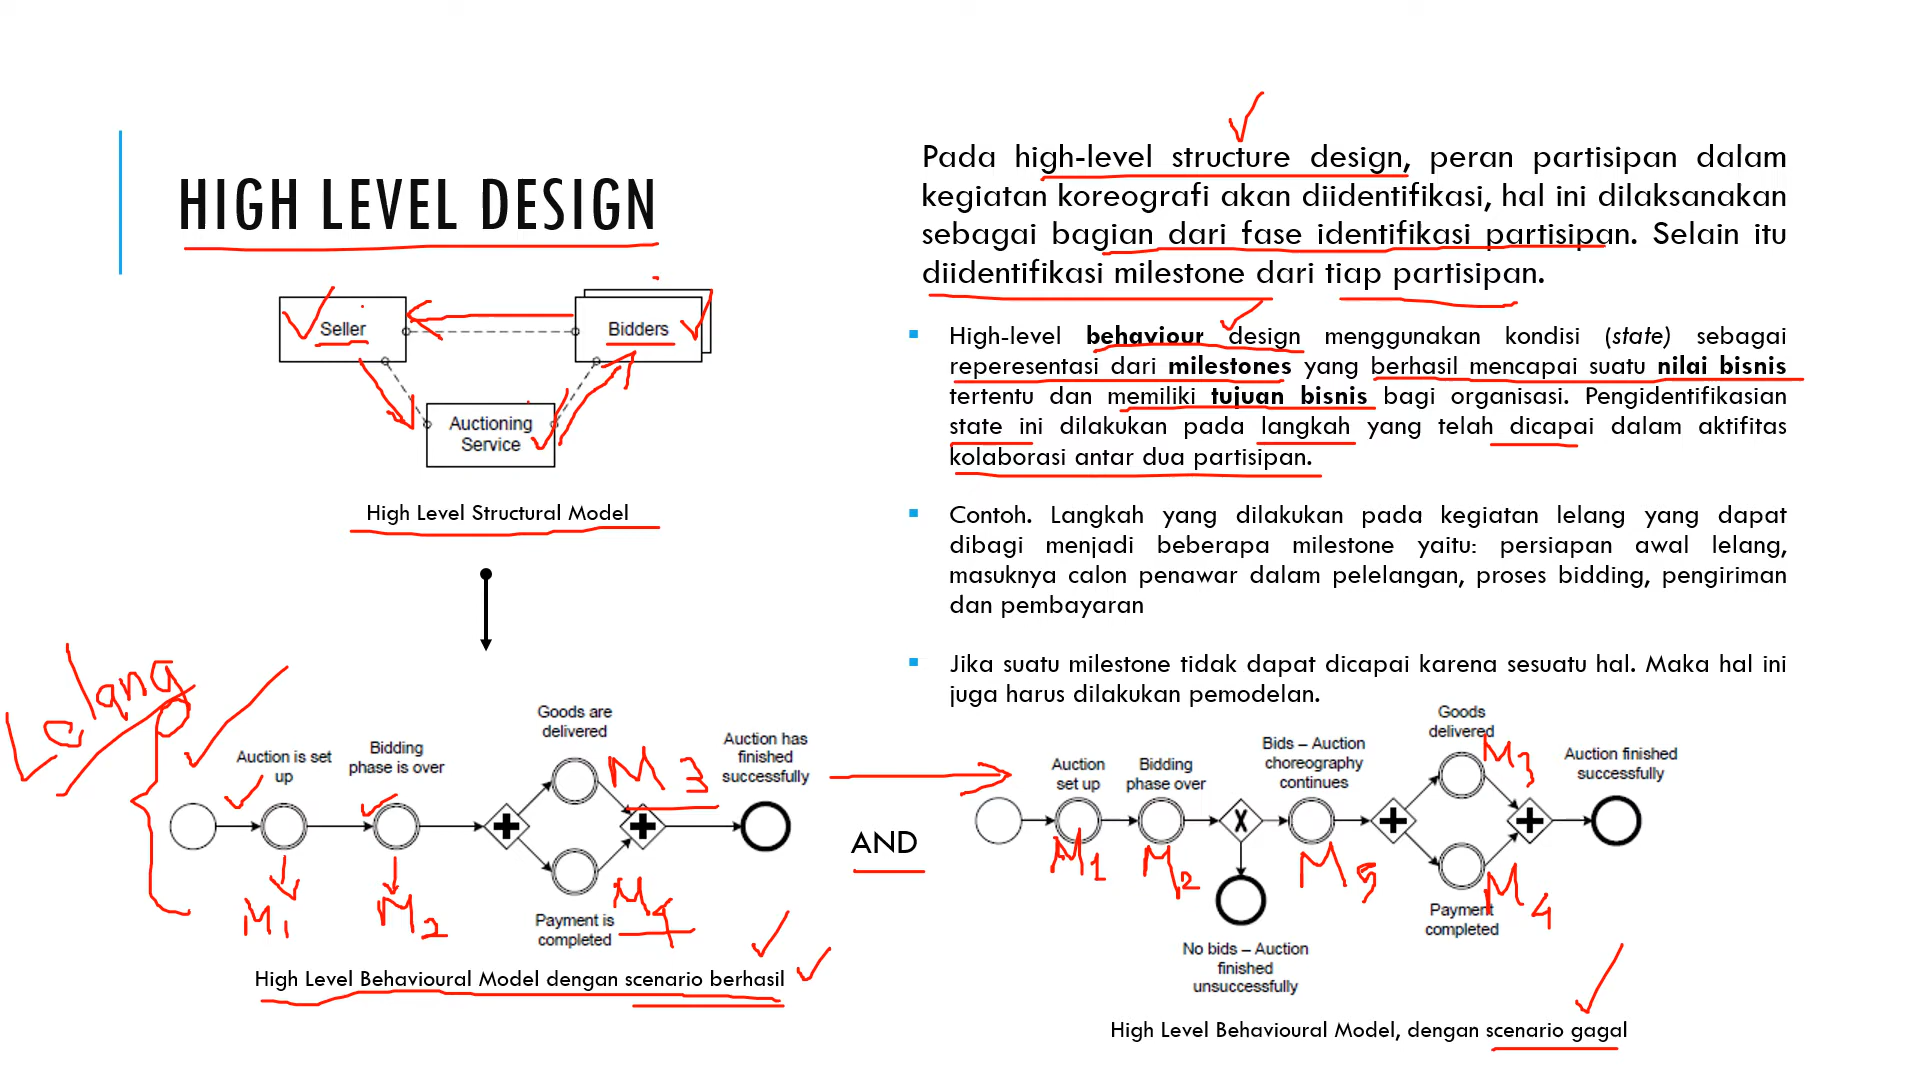 HIGH LEVEL DESIGN
Seller
Bidders
Auctioning
Service
High Level Structural Model
Pada high-level structure design, peran partisipan dalam
kegiatan koreografi akan diidentifikasi, hal ini dilaksanakan
sebagai bagian dari fase identifikasi partisipan. Selain itu
diidentifikasi milestone dari tiap partisipan.
High-level behaviour design menggunakan kondisi (state) sebagai
reperesentasi dari milestones yang berhasil mencapai suatu nilai bisnis
tertentu dan memiliki tujuan bisnis bagi organisasi. Pengidentifikasian
state ini dilakukan pada langkah yang telah dicapai dalam aktifitas
kolaborasi antar dua partisipan.
Contoh. Langkah yang dilakukan pada kegiatan lelang yang dapat
dibagi menjadi beberapa milestone yaitu: persiapan awal lelang,
masuknya calon penawar dalam pelelangan, proses bidding, pengiriman
dan pembayaran
Jika suatu milestone tidak dapat dicapai karena sesuatu hal. Maka hal ini
juga harus dilakukan pemodelan.
Lelang
Auction is set
up
Bidding
phase is over
Goods are
delivered
Payment is
completed
Auction has
finished
successfully
M1
M2
M3
M4
High Level Behavioural Model dengan scenario berhasil
AND
Auction
set up
Bidding
phase over
X
Bids – Auction
choreography
continues
Goods
delivered
Payment
completed
Auction finished
successfully
No bids – Auction
finished
unsuccessfully
M1
M2
M5
M3
M4
High Level Behavioural Model, dengan scenario gagal